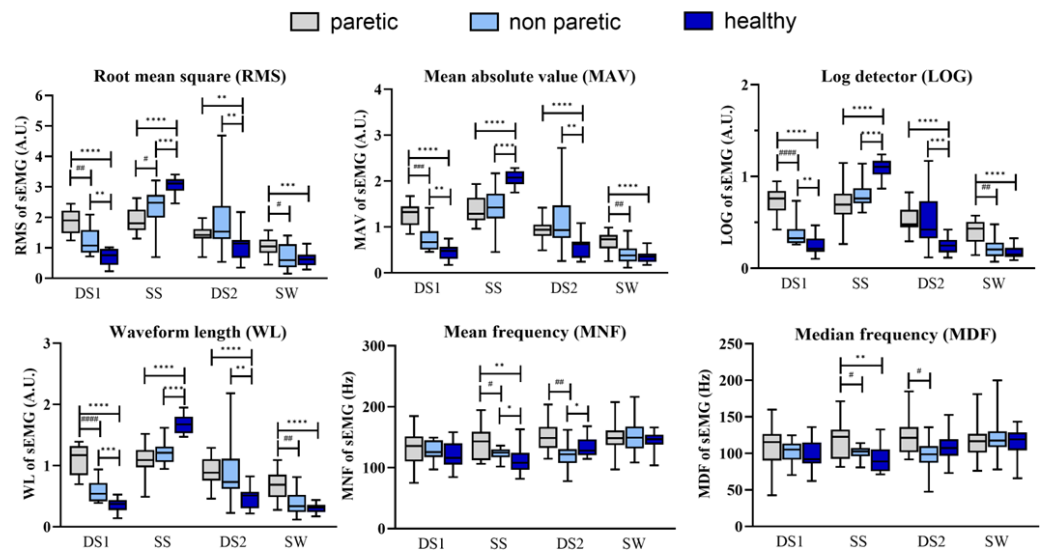 paretic non paretic healthy
Root mean square (RMS)
RMS of sEMG (A.U.)
6
5
4
3
2
1
0
** 
**** *** ** 
**** ## ** # *** # 
DS1 SS DS2 SW
Mean absolute value (MAV)
MAV of sEMG (A.U.)
4
3
2
1
0
**** 
**** **** ** 
**** ### ** ## **** 
DS1 SS DS2 SW
Log detector (LOG)
LOG of sEMG (A.U.)
2
1
0
**** **** 
**** #### ** **** *** ## **** 
DS1 SS DS2 SW
Waveform length (WL)
WL of sEMG (A.U.)
3
2
1
0
**** 
**** **** ** 
**** #### *** ## **** 
DS1 SS DS2 SW
Mean frequency (MNF)
MNF of sEMG (Hz)
300
200
100
0
** # * ## * 
DS1 SS DS2 SW
Median frequency (MDF)
MDF of sEMG (Hz)
250
200
150
100
50
0
** # # 
DS1 SS DS2 SW